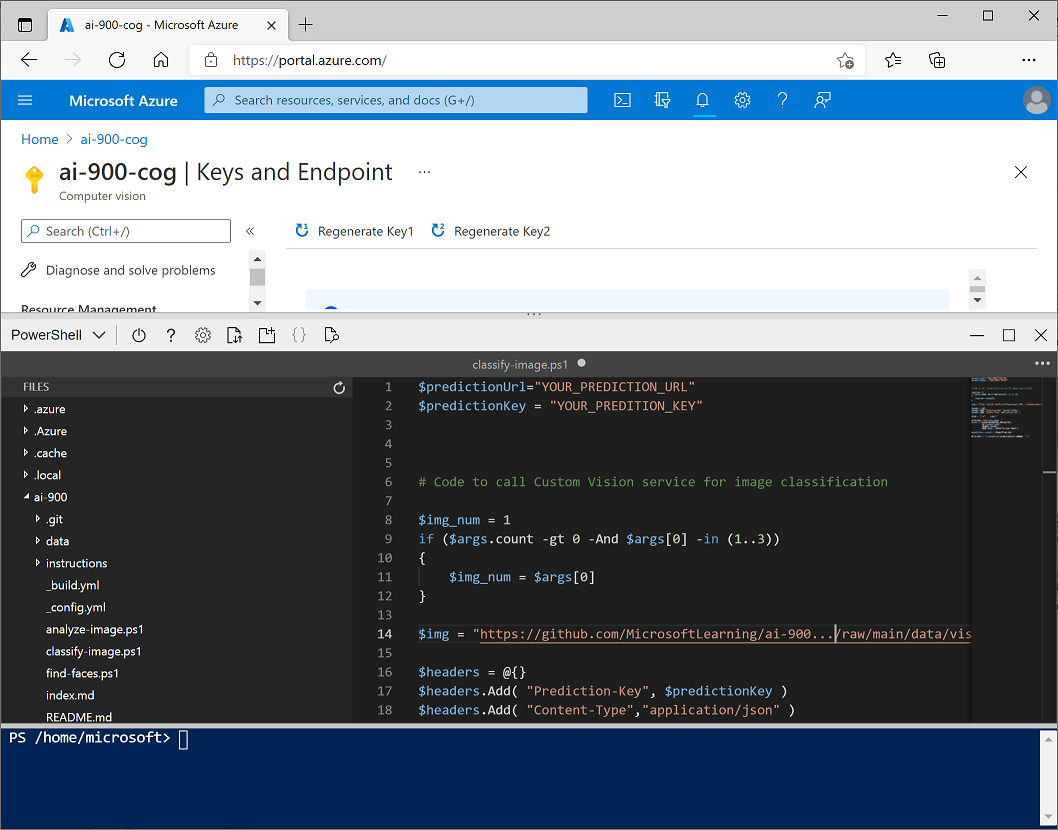 ai-900-cog - Microsoft Azure
https://portal.azure.com/
Microsoft Azure
Search resources, services, and docs (G+/)
Home > ai-900-cog
ai-900-cog | Keys and Endpoint ...
Computer vision
Search (Ctrl+/)
«
Regenerate Key1
Regenerate Key2
Diagnose and solve problems
Resource Management
PowerShell
?
{}
classify-image.ps1
FILES
.azure
.Azure
.cache
.local
ai-900
.git
data
instructions
_build.yml
_config.yml
analyze-image.ps1
classify-image.ps1
find-faces.ps1
index.md
README.md
1 $predictionUrl="YOUR_PREDICTION_URL"
2 $predictionKey = "YOUR_PREDITION_KEY"
3
4
5
6 # Code to call Custom Vision service for image classification
7
8 $img_num = 1
9 if ($args.count -gt 0 -And $args[0] -in (1..3))
10 {
11 $img_num = $args[0]
12 }
13
14 $img = "https://github.com/MicrosoftLearning/ai-900.../raw/main/data/vis
15
16 $headers = @{}
17 $headers.Add( "Prediction-Key", $predictionKey )
18 $headers.Add( "Content-Type","application/json" )
PS /home/microsoft>